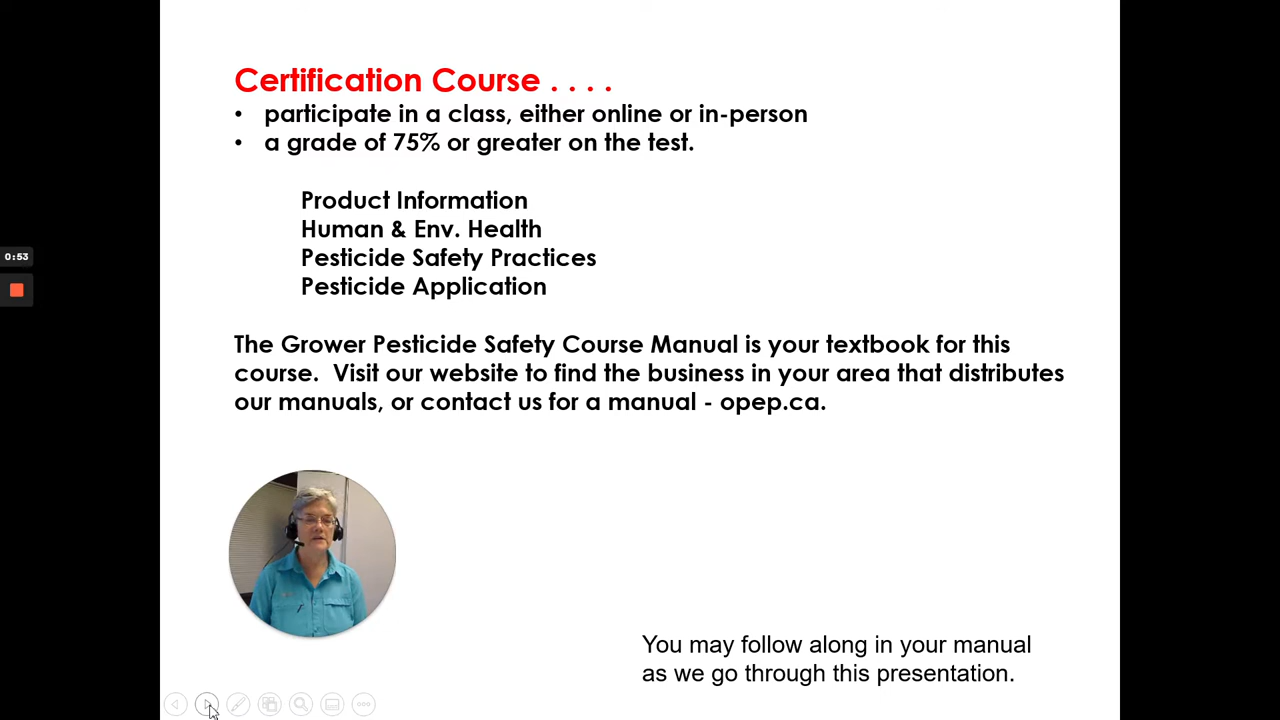 Certification Course . . . .
• participate in a class, either online or in-person
• a grade of 75% or greater on the test.
Product Information
Human & Env. Health
Pesticide Safety Practices
Pesticide Application
The Grower Pesticide Safety Course Manual is your textbook for this
course. Visit our website to find the business in your area that distributes
our manuals, or contact us for a manual - opep.ca.
0:53
You may follow along in your manual
as we go through this presentation.